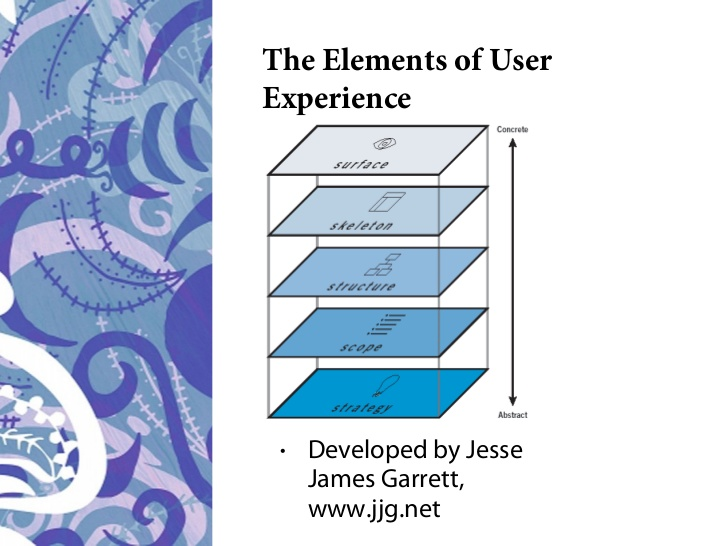 The Elements of User
Experience
Concrete
surface
skeleton
structure
scope
strategy
Abstract
• Developed by Jesse
James Garrett,
www.jjg.net